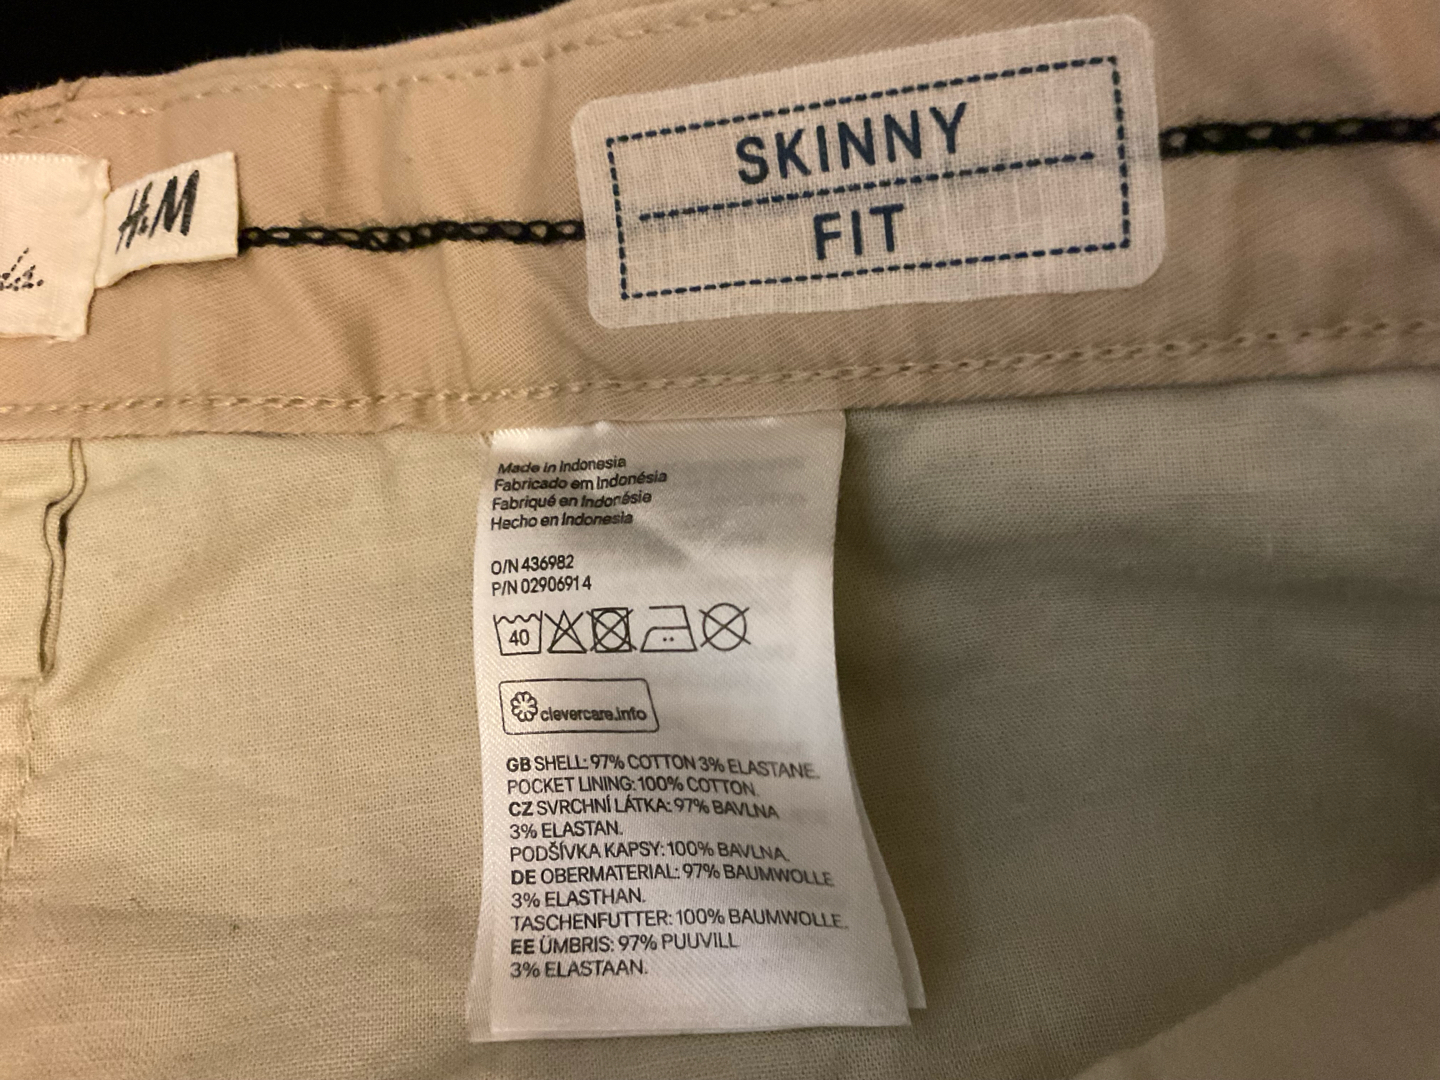 H&M
SKINNY
FIT
Made in Indonesia
Fabricado em Indonésia
Fabriqué en Indonésie
Hecho en Indonesia
O/N 436982
P/N 02906914
40
clevercare.info
GB SHELL: 97% COTTON 3% ELASTANE.
POCKET LINING: 100% COTTON.
CZ SVRCHNÍ LÁTKA: 97% BAVLNA
3% ELASTAN.
PODŠÍVKA KAPSY: 100% BAVLNA.
DE OBERMATERIAL: 97% BAUMWOLLE
3% ELASTHAN.
TASCHENFUTTER: 100% BAUMWOLLE.
EE ÜMBRIS: 97% PUUVILL
3% ELASTAAN.